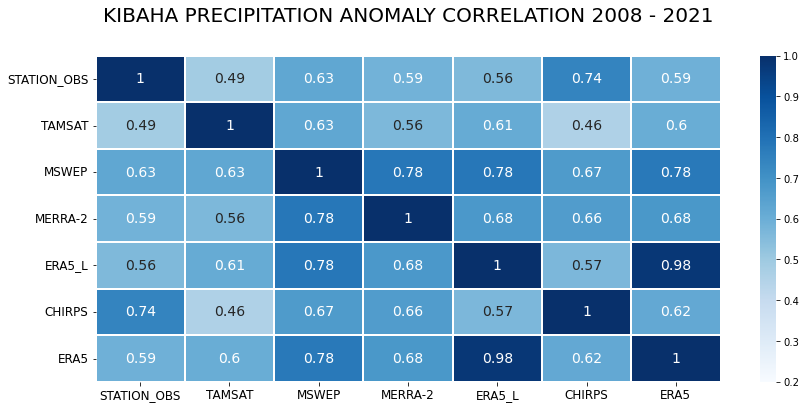 KIBAHA PRECIPITATION ANOMALY CORRELATION 2008 - 2021
STATION_OBS 1 0.49 0.63 0.59 0.56 0.74 0.59
TAMSAT 0.49 1 0.63 0.56 0.61 0.46 0.6
MSWEP 0.63 0.63 1 0.78 0.78 0.67 0.78
MERRA-2 0.59 0.56 0.78 1 0.68 0.66 0.68
ERA5_L 0.56 0.61 0.78 0.68 1 0.57 0.98
CHIRPS 0.74 0.46 0.67 0.66 0.57 1 0.62
ERA5 0.59 0.6 0.78 0.68 0.98 0.62 1
STATION_OBS TAMSAT MSWEP MERRA-2 ERA5_L CHIRPS ERA5
1.0
0.9
0.8
0.7
0.6
0.5
0.4
0.3
0.2